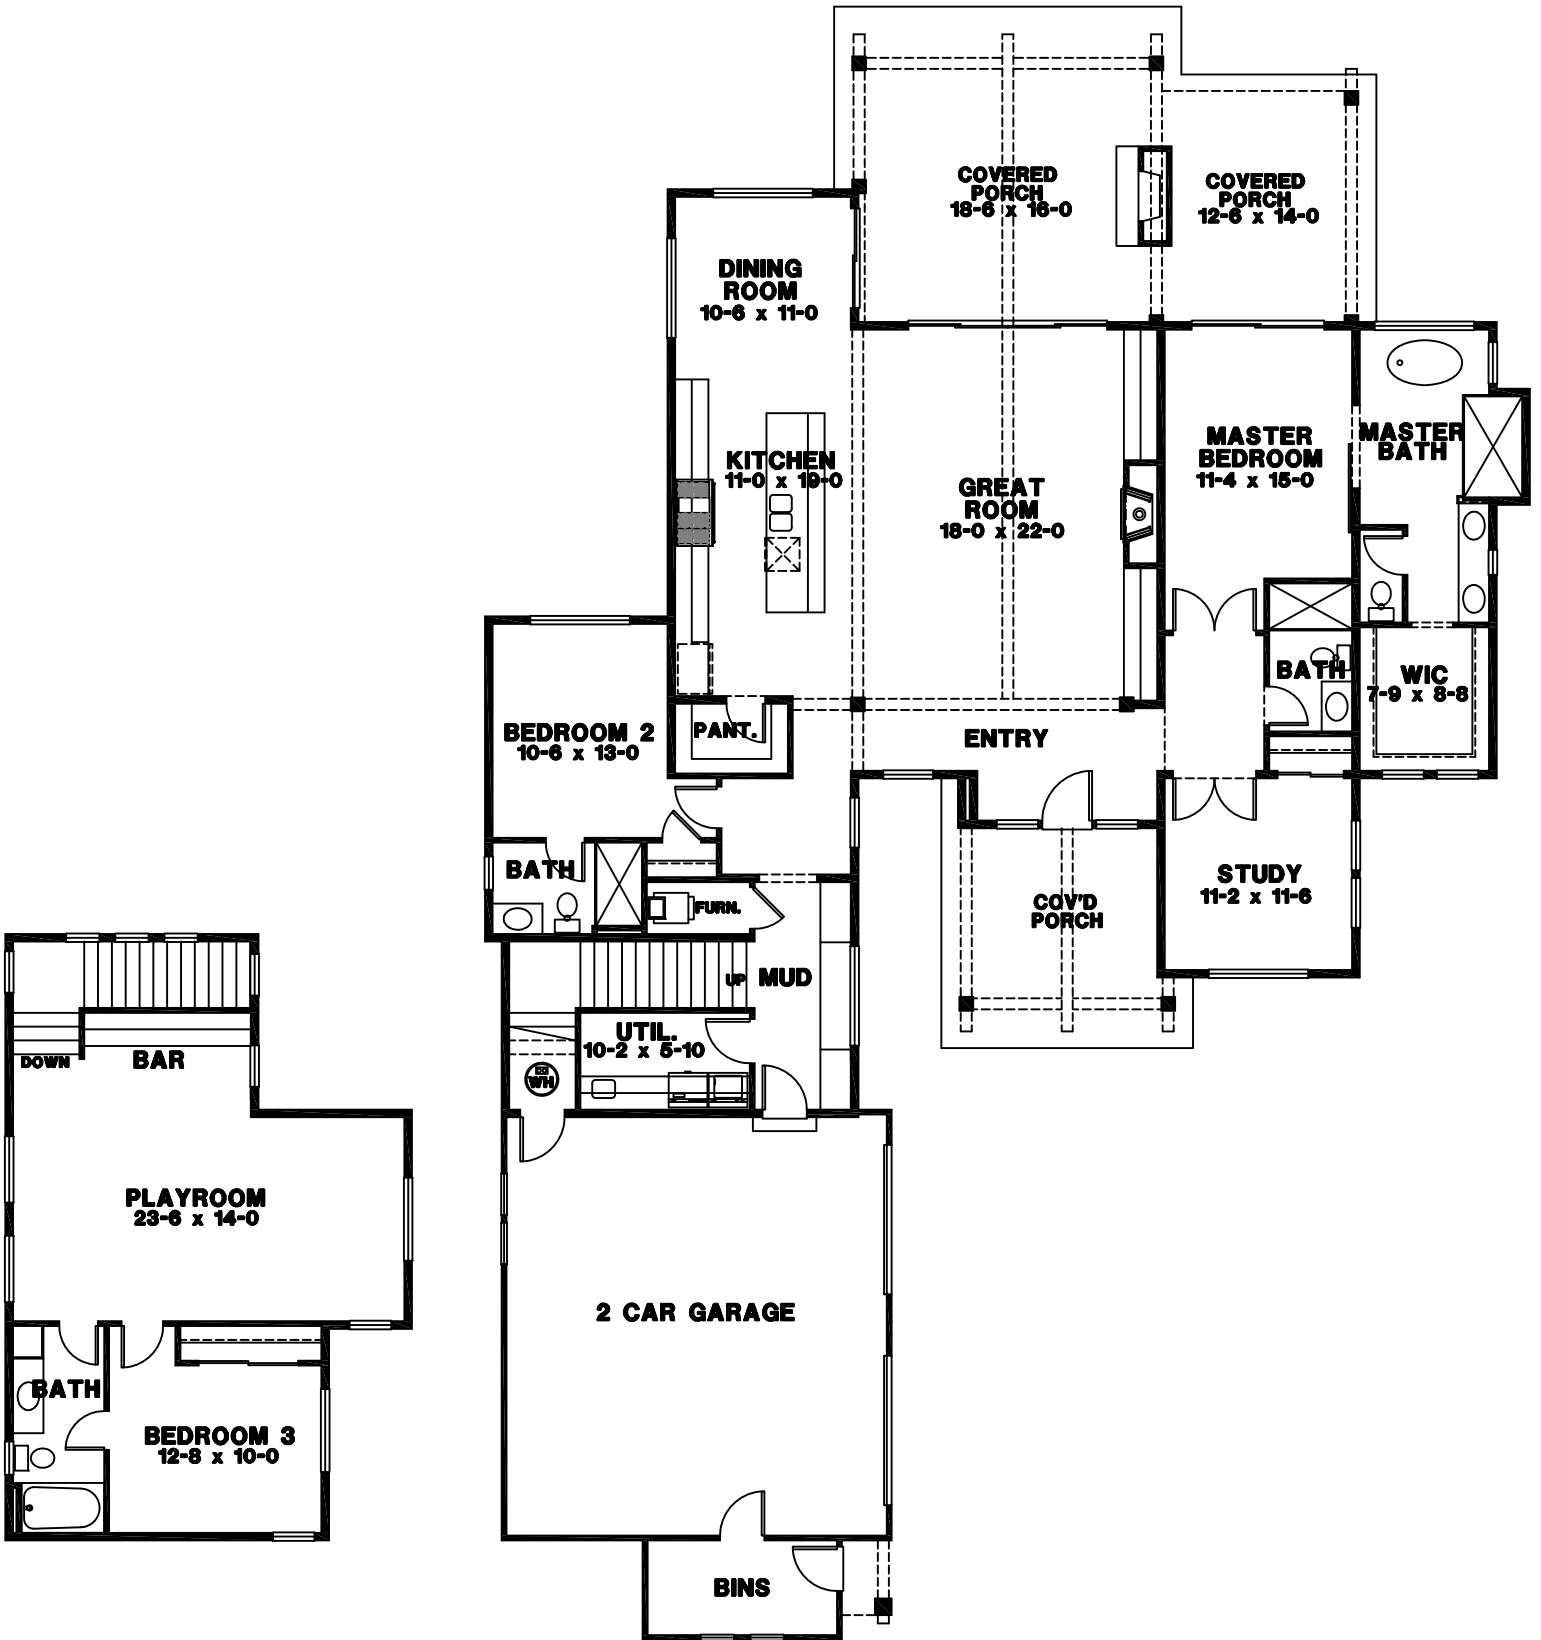 COVERED
PORCH
18-6 x 16-0
COVERED
PORCH
12-6 x 14-0
DINING
ROOM
10-6 x 11-0
KITCHEN
11-0 x 19-0
GREAT
ROOM
18-0 x 22-0
MASTER
BEDROOM
11-4 x 15-0
MASTER
BATH
BATH
WIC
7-9 x 8-8
BEDROOM 2
10-6 x 13-0
PANT.
ENTRY
BATH
FURN.
STUDY
11-2 x 11-6
COV'D
PORCH
UP
MUD
UTIL.
10-2 x 5-10
WH
DOWN
BAR
PLAYROOM
23-6 x 14-0
2 CAR GARAGE
BATH
BEDROOM 3
12-8 x 10-0
BINS